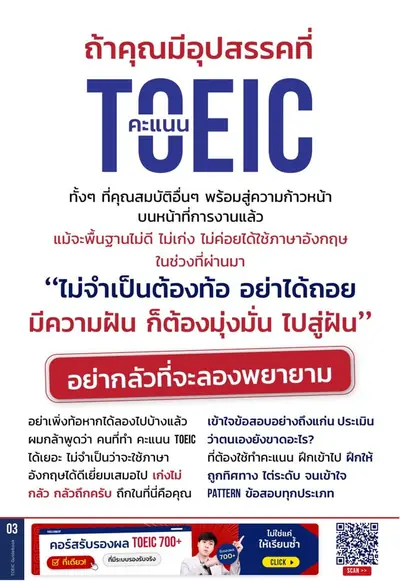 ถ้าคุณมีอุปสรรคที่
คะแนน
TOEIC
ทั้งๆ ที่คุณสมบัติอื่นๆ พร้อมสู่ความก้าวหน้า
บนหน้าที่การงานแล้ว
แม้จะพื้นฐานไม่ดี ไม่เก่ง ไม่ค่อยได้ใช้ภาษาอังกฤษ
ในช่วงที่ผ่านมา
“ไม่จำเป็นต้องท้อ อย่าได้ถอย
มีความฝัน ก็ต้องมุ่งมั่น ไปสู่ฝัน”
อย่ากลัวที่จะลองพยายาม
อย่าเพิ่งท้อหากได้ลองไปบ้างแล้ว
ผมกล้าพูดว่า คนที่ทำ คะแนน TOEIC
ได้เยอะ ไม่จำเป็นว่าจะใช้ภาษา
อังกฤษได้ดีเยี่ยมเสมอไป เก่งไม่
กลัว กลัวถึกครับ ถึกในที่นี่คือคุณ
เข้าใจข้อสอบอย่างถึงแก่น ประเมิน
ว่าตนเองยังขาดอะไร?
ที่ต้องใช้ทำคะแนน ฝึกเข้าไป ฝึกให้
ถูกทิศทาง ไต่ระดับ จนเข้าใจ
PATTERN ข้อสอบทุกประเภท
03
TOEIC Guidebook
คอร์สรับรองผล TOEIC 700+
ที่เดียว!
ที่มีระบบรองรับจริง
700+
ไม่ใช่แค่
ให้เรียนซ้ำ
CLICK
SCAN >>